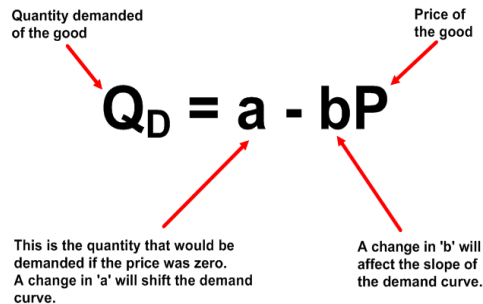 Quantity demanded
of the good
Price of
the good
Q_D = a - bP
This is the quantity that would be
demanded if the price was zero.
A change in 'a' will shift the demand
curve.
A change in 'b' will
affect the slope of
the demand curve.